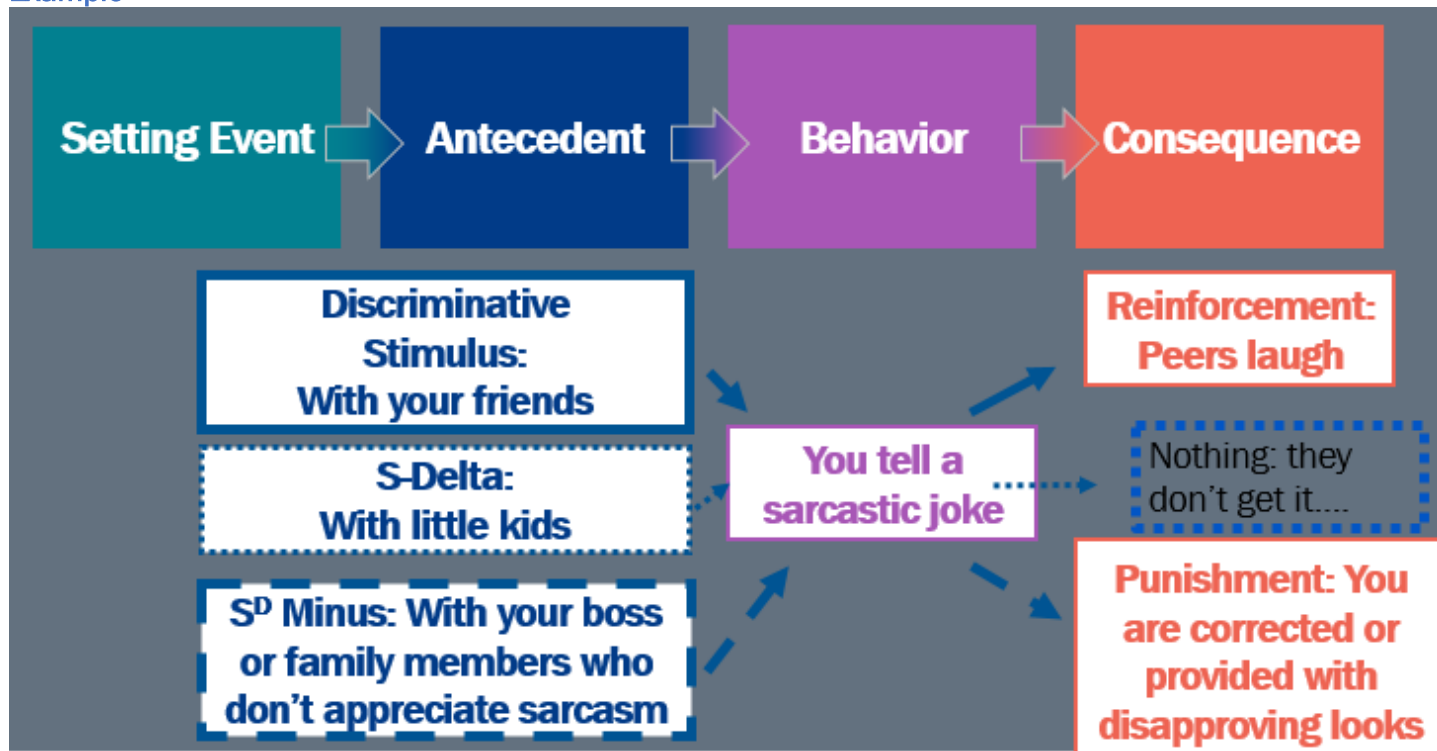 Example
Setting Event
Antecedent
Behavior
Consequence
Discriminative
Stimulus:
With your friends
S-Delta:
With little kids
Sᴰ Minus: With your boss
or family members who
don't appreciate sarcasm
You tell a
sarcastic joke
Reinforcement:
Peers laugh
Nothing: they
don't get it....
Punishment: You
are corrected or
provided with
disapproving looks